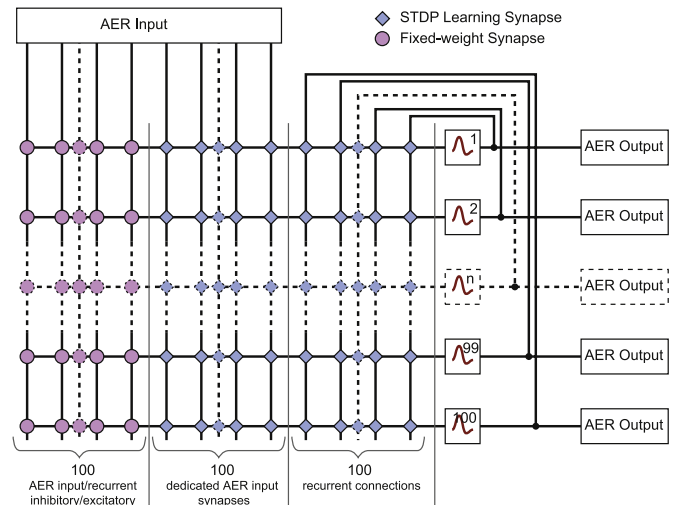 AER Input
STDP Learning Synapse
Fixed-weight Synapse
1
AER Output
2
AER Output
n
AER Output
99
AER Output
100
AER Output
100
AER input/recurrent
inhibitory/excitatory
100
dedicated AER input
synapses
100
recurrent connections